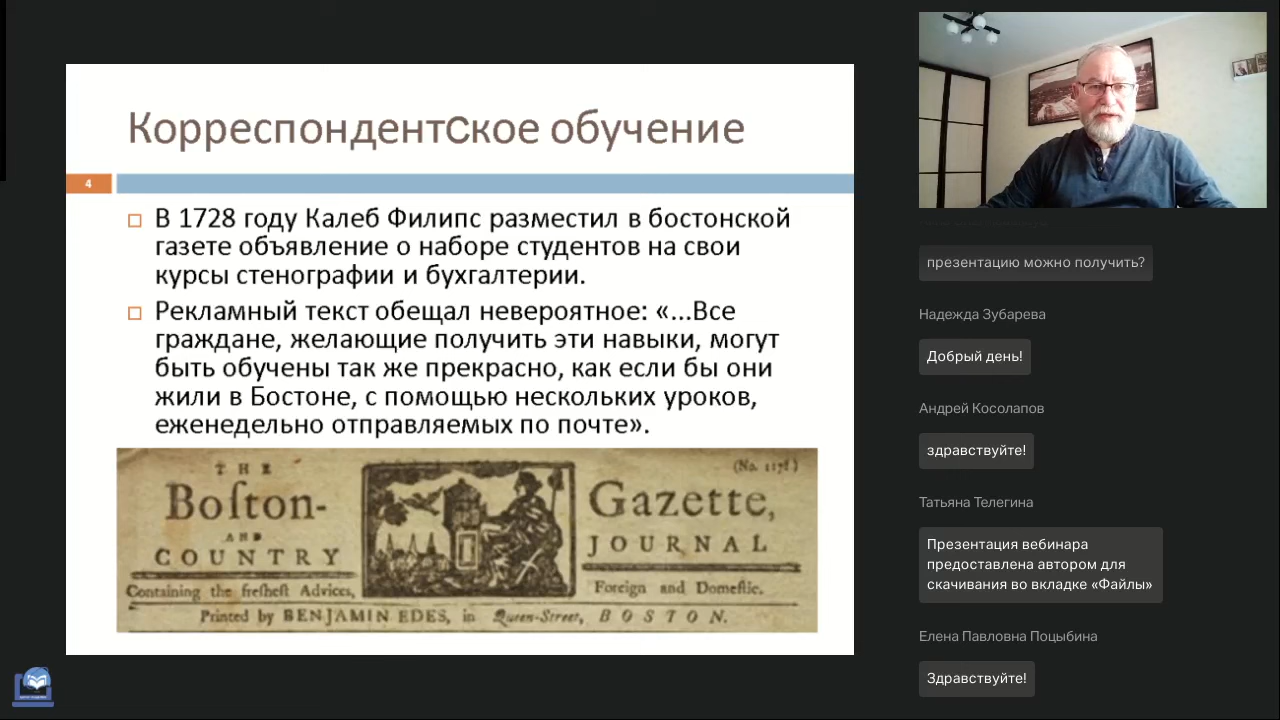 Корреспондентское обучение
4
В 1728 году Калеб Филипс разместил в бостонской
газете объявление о наборе студентов на свои
курсы стенографии и бухгалтерии.
Рекламный текст обещал невероятное: «...Все
граждане, желающие получить эти навыки, могут
быть обучены так же прекрасно, как если бы они
жили в Бостоне, с помощью нескольких уроков,
еженедельно отправляемых по почте».
THE
Boſton-
AND
COUNTRY
Containing the freſheſt Advices,
(No. 1178)
Gazette,
JOURNAL
Foreign and Domeſtic.
Printed by BENJAMIN EDES, in Queen-Street, BOSTON.
презентацию можно получить?
Надежда Зубарева
Добрый день!
Андрей Косолапов
здравствуйте!
Татьяна Телегина
Презентация вебинара
предоставлена автором для
скачивания во вкладке «Файлы»
Елена Павловна Поцыбина
Здравствуйте!